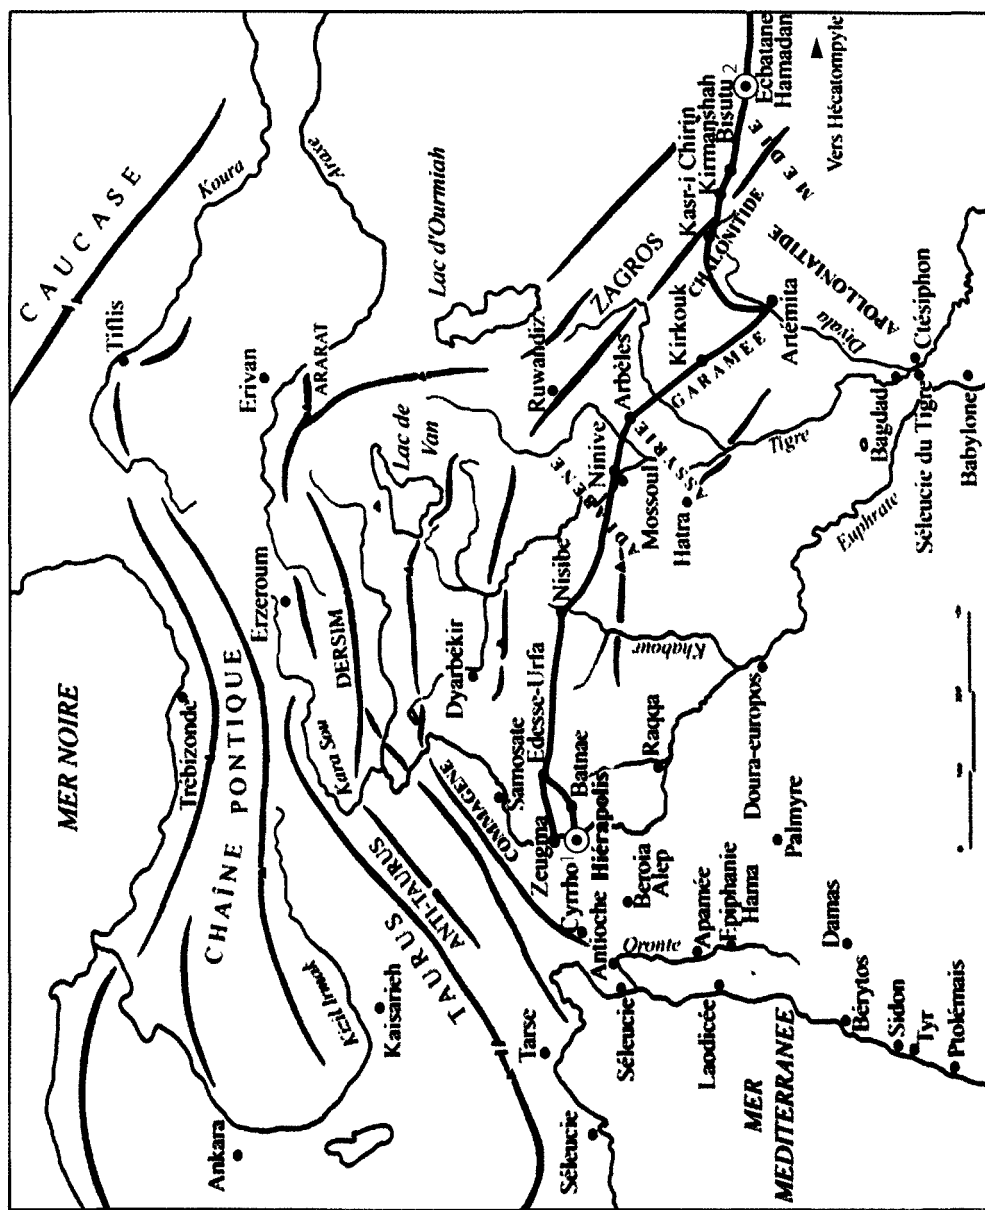 CAUCASE
Koura
Tiflis
Araxe
MER NOIRE
Trébizonde
CHAÎNE PONTIQUE
Erzeroum
Erivan
ARARAT
Lac d'Ourmiah
Lac de
Van
DERSIM
Kara Sou
Kizil Irmak
Ankara
Kaisarieh
TAURUS
ANTI-TAURUS
COMMAGENE
Samosate
Dyarbékir
Ruwandiz
ZAGROS
Tarse
Séleucie
Zeugma
Edesse-Urfa
Batnae
Nisibe
ADIABENE
Ninive
Mossoul
Arbèles
ASSYRIE
GARAMEE
Kirkouk
CHALONITIDE
Kasr-i Chirin
Kirmanshah
Bisutu
2
Ecbatane
Hamadan
MEDIE
Vers Hécatompyle
Cyrrho
1
Hiérapolis
Antioche
Séleucie
Beroia
Alep
Oronte
Raqqa
Khabour
Hatra
Tigre
Artémita
APOLLONIATIDE
Diyala
Laodicée
Apamée
Epiphanie
Hama
Palmyre
Doura-europos
Euphrate
Bagdad
Ctésiphon
Séleucie du Tigre
Babylone
MER
MEDITERRANEE
Damas
Bérytos
Sidon
Tyr
Ptolémais